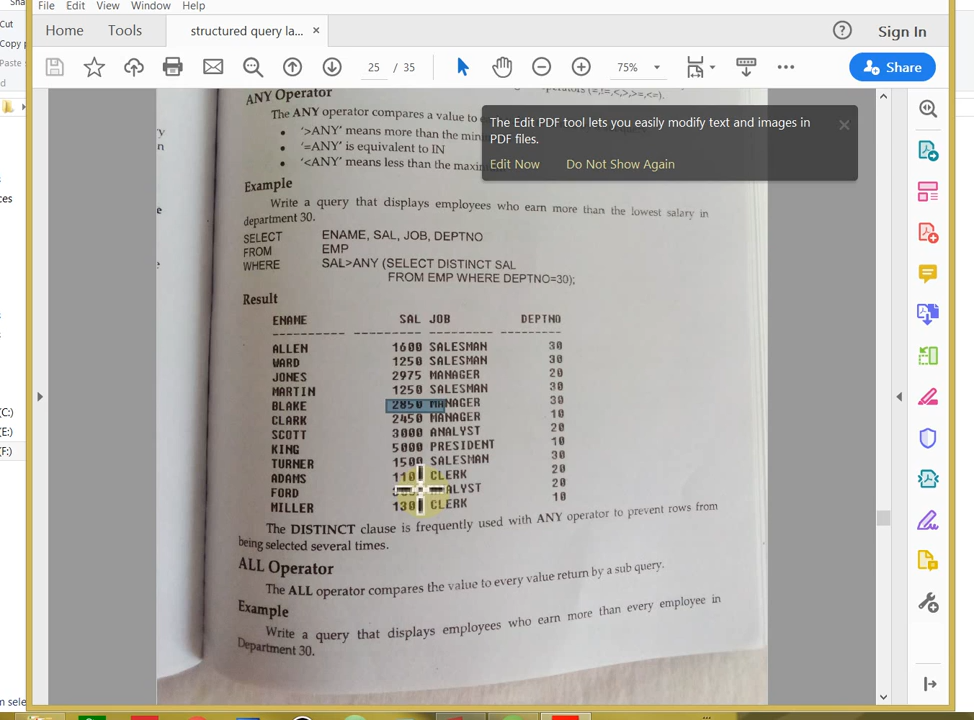 Sha
File Edit View Window Help
Cut
Copy
Paste
Home Tools structured query la... × Sign In
25 / 35 75% Share
ANY Operator
(=,!=,<,>,>=,<=).
The ANY operator compares a value to
'>ANY' means more than the
'=ANY' is equivalent to IN
'<ANY' means less than the
The Edit PDF tool lets you easily modify text and images in
PDF files.
Edit Now Do Not Show Again
Example
Write a query that displays employees who earn more than the lowest salary in
department 30.
SELECT ENAME, SAL, JOB, DEPTNO
FROM EMP
WHERE SAL>ANY (SELECT DISTINCT SAL
FROM EMP WHERE DEPTNO=30);
Result
ENAME SAL JOB DEPTNO
---------- --------- --------- ---------
ALLEN 1600 SALESMAN 30
WARD 1250 SALESMAN 30
JONES 2975 MANAGER 20
MARTIN 1250 SALESMAN 30
BLAKE 2850 MANAGER 30
CLARK 2450 MANAGER 10
SCOTT 3000 ANALYST 20
KING 5000 PRESIDENT 10
TURNER 1500 SALESMAN 30
ADAMS 110 CLERK 20
FORD 20
MILLER 130 CLERK 10
The DISTINCT clause is frequently used with ANY operator to prevent rows from
being selected several times.
ALL Operator
The ALL operator compares the value to every value return by a sub query.
Example
Write a query that displays employees who earn more than every employee in
Department 30.
(C:)
(E:)
(F:)